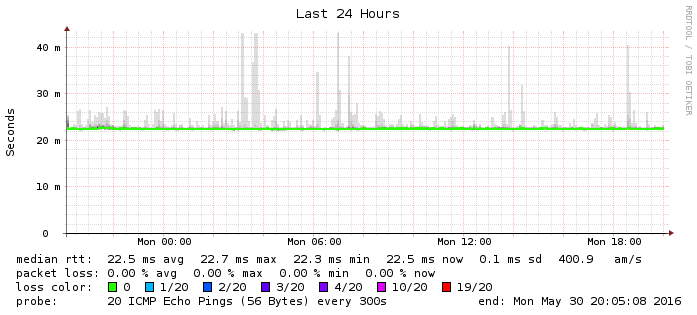 Last 24 Hours
RRDTOOL / TOBI OETIKER
Seconds
40 m
30 m
20 m
10 m
0
Mon 00:00 Mon 06:00 Mon 12:00 Mon 18:00
median rtt: 22.5 ms avg 22.7 ms max 22.3 ms min 22.5 ms now 0.1 ms sd 400.9 am/s
packet loss: 0.00 % avg 0.00 % max 0.00 % min 0.00 % now
loss color: 0 1/20 2/20 3/20 4/20 10/20 19/20
probe: 20 ICMP Echo Pings (56 Bytes) every 300s end: Mon May 30 20:05:08 2016